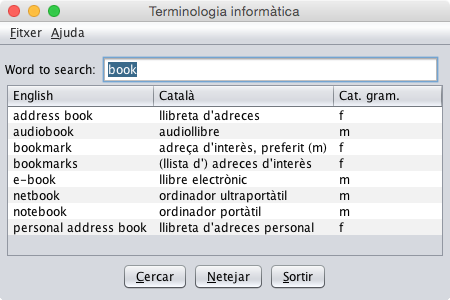 Terminologia informàtica
Fitxer Ajuda
Word to search: book
English Català Cat. gram.
address book llibreta d'adreces f
audiobook audiollibre m
bookmark adreça d'interès, preferit (m) f
bookmarks (llista d') adreces d'interès f
e-book llibre electrònic m
netbook ordinador ultraportàtil m
notebook ordinador portàtil m
personal address book llibreta d'adreces personal f
Cercar Netejar Sortir